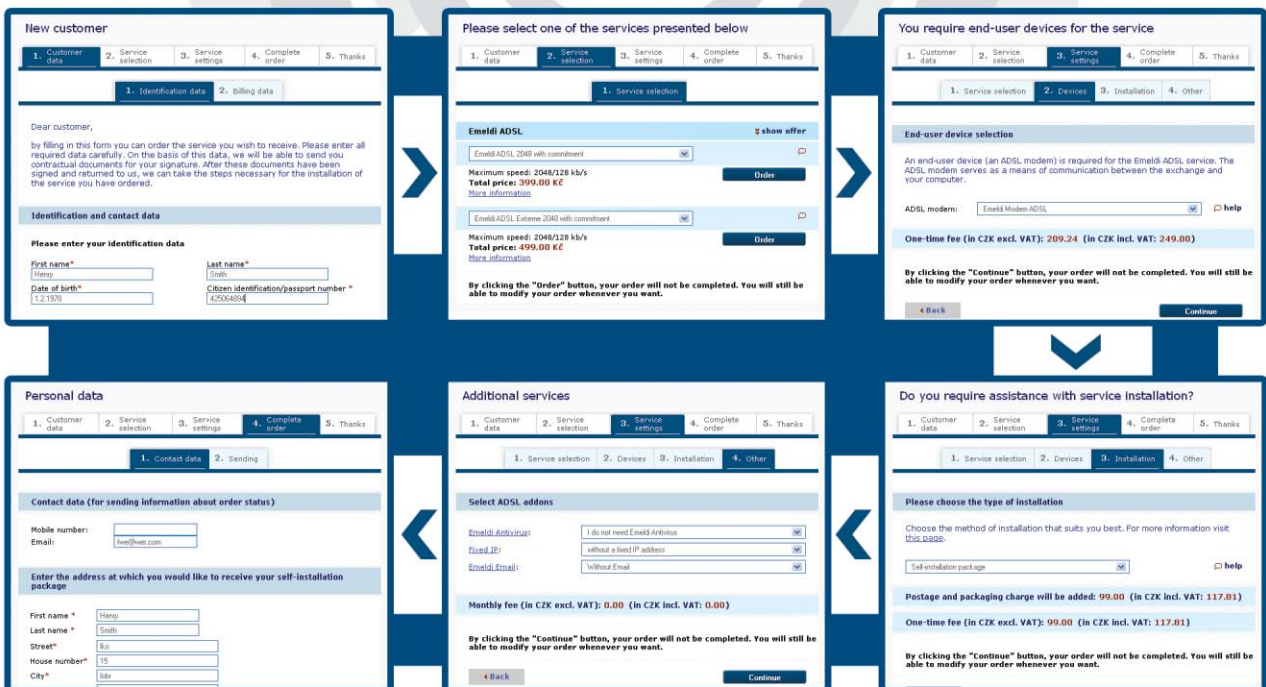 New customer
1. Customer data 2. Service selection 3. Service settings 4. Complete order 5. Thanks
1. Identification data 2. Billing data
Dear customer,
by filling in this form you can order the service you wish to receive. Please enter all
required data carefully. On the basis of this data, we will be able to send you
contractual documents for your signature. After these documents have been
signed and returned to us, we can take the steps necessary for the installation of
the service you have ordered.
Identification and contact data
Please enter your identification data
First name* Last name*
Henry Smith
Date of birth* Citizen identification/passport number *
1.2.1970 425064894
Please select one of the services presented below
1. Customer data 2. Service selection 3. Service settings 4. Complete order 5. Thanks
1. Service selection
Emeldi ADSL show offer
Emeldi ADSL 2048 with commitment
Maximum speed: 2048/128 kb/s Order
Total price: 399.00 Kč
More information
Emeldi ADSL Extreme 2048 with commitment
Maximum speed: 2048/128 kb/s Order
Total price: 499.00 Kč
More information
By clicking the "Order" button, your order will not be completed. You will still be
able to modify your order whenever you want.
You require end-user devices for the service
1. Customer data 2. Service selection 3. Service settings 4. Complete order 5. Thanks
1. Service selection 2. Devices 3. Installation 4. Other
End-user device selection
An end-user device (an ADSL modem) is required for the Emeldi ADSL service. The
ADSL modem serves as a means of communication between the exchange and
your computer.
ADSL modem: Emeldi Modem ADSL help
One-time fee (in CZK excl. VAT): 209.24 (in CZK incl. VAT: 249.00)
By clicking the "Continue" button, your order will not be completed. You will still be
able to modify your order whenever you want.
Back Continue
Personal data
1. Customer data 2. Service selection 3. Service settings 4. Complete order 5. Thanks
1. Contact data 2. Sending
Contact data (for sending information about order status)
Mobile number:
Email:
Enter the address at which you would like to receive your self-installation
package
First name * Henry
Last name * Smith
Street* lko
House number* 15
City* lobr
Additional services
1. Customer data 2. Service selection 3. Service settings 4. Complete order 5. Thanks
1. Service selection 2. Devices 3. Installation 4. Other
Select ADSL addons
Emeldi Antivirus: I do not need Emeldi Antivirus
Fixed IP: without a fixed IP address
Emeldi Email: Without Email
Monthly fee (in CZK excl. VAT): 0.00 (in CZK incl. VAT: 0.00)
By clicking the "Continue" button, your order will not be completed. You will still be
able to modify your order whenever you want.
Back Continue
Do you require assistance with service installation?
1. Customer data 2. Service selection 3. Service settings 4. Complete order 5. Thanks
1. Service selection 2. Devices 3. Installation 4. Other
Please choose the type of installation
Choose the method of installation that suits you best. For more information visit
this page.
Self-installation package help
Postage and packaging charge will be added: 99.00 (in CZK incl. VAT: 117.81)
One-time fee (in CZK excl. VAT): 99.00 (in CZK incl. VAT: 117.81)
By clicking the "Continue" button, your order will not be completed. You will still be
able to modify your order whenever you want.